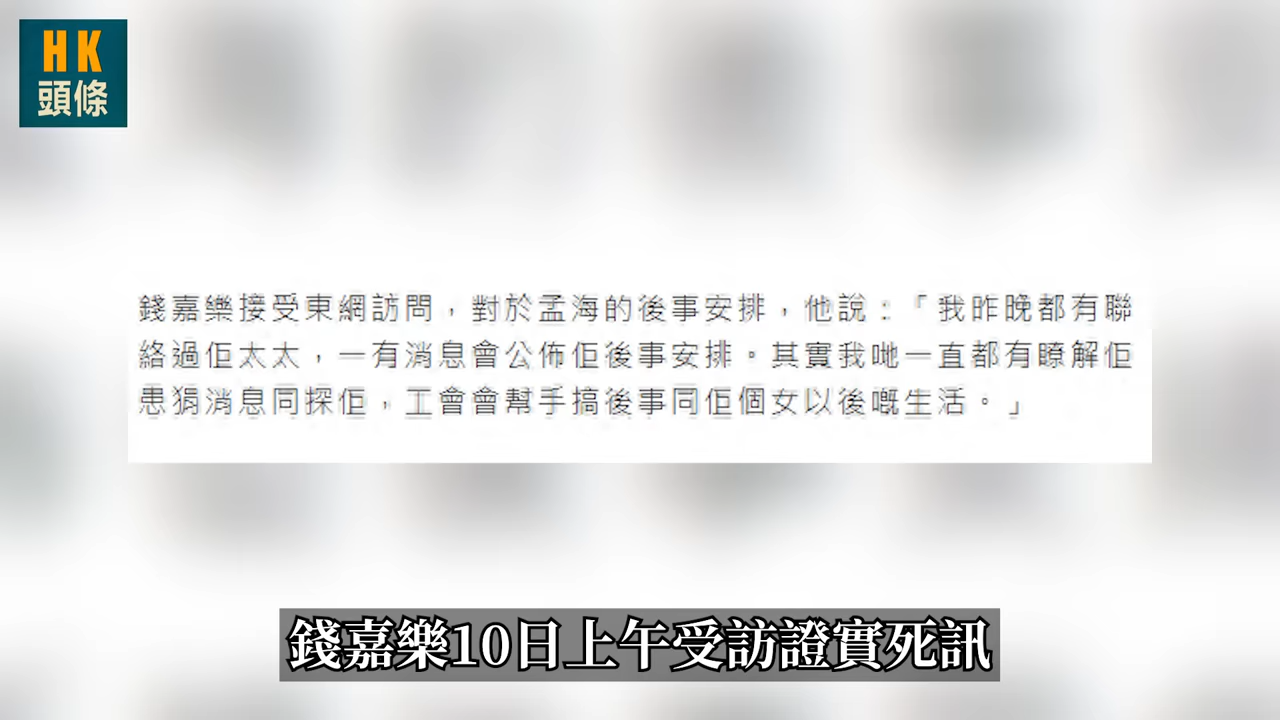 HK
頭條
錢嘉樂接受東網訪問，對於孟海的後事安排，他說：「我昨晚都有聯
絡過佢太太，一有消息會公佈佢後事安排。其實我哋一直都有瞭解佢
患病消息同探佢，工會會幫手搞後事同佢個女以後嘅生活。」
錢嘉樂10日上午受訪證實死訊